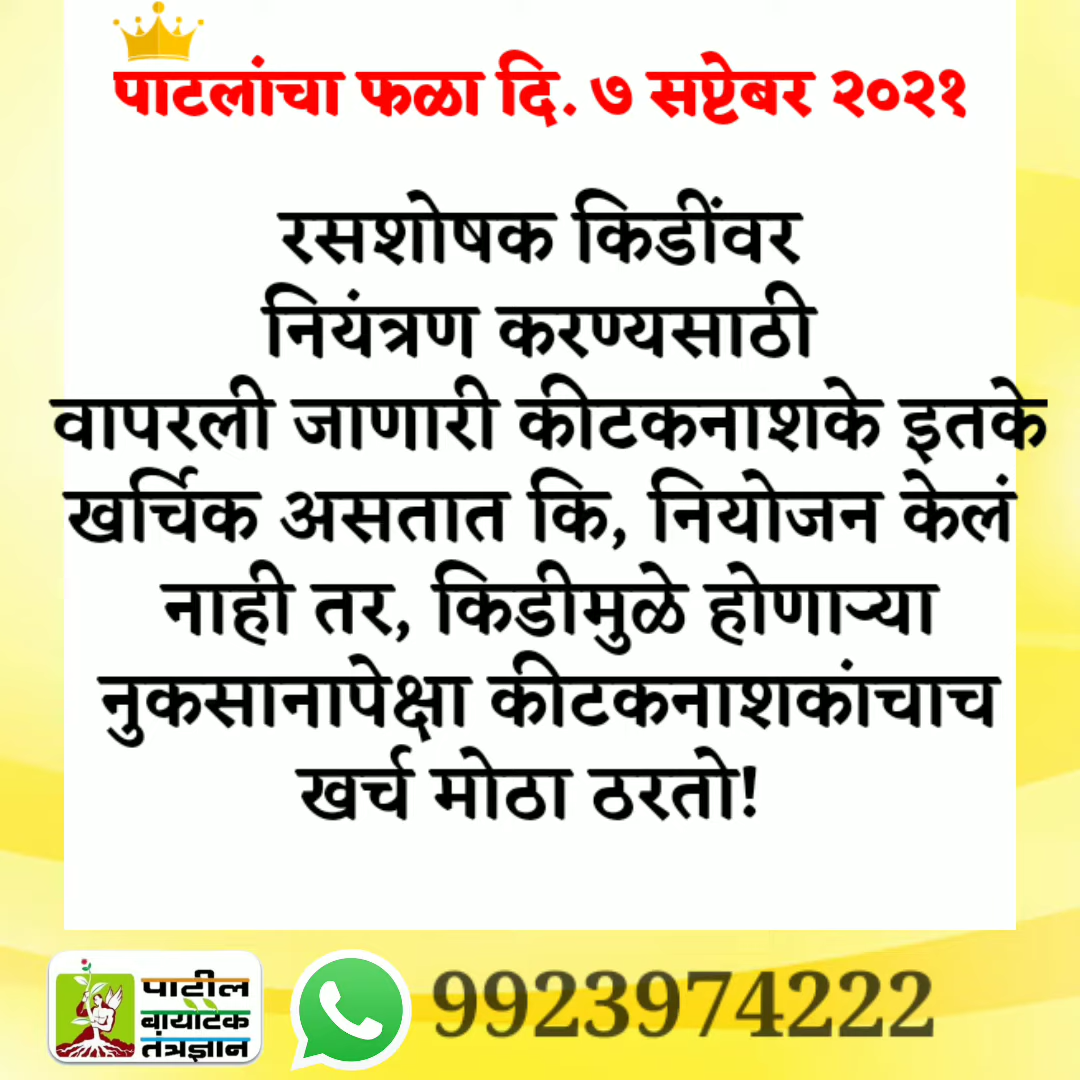 पाटलांचा फळा दि. ७ सप्टेबर २०२१
रसशोषक किडींवर
नियंत्रण करण्यसाठी
वापरली जाणारी कीटकनाशके इतके
खर्चिक असतात कि, नियोजन केलं
नाही तर, किडीमुळे होणाऱ्या
नुकसानापेक्षा कीटकनाशकांचाच
खर्च मोठा ठरतो!
पाटील
बायोटेक
तंत्रज्ञान
9923974222